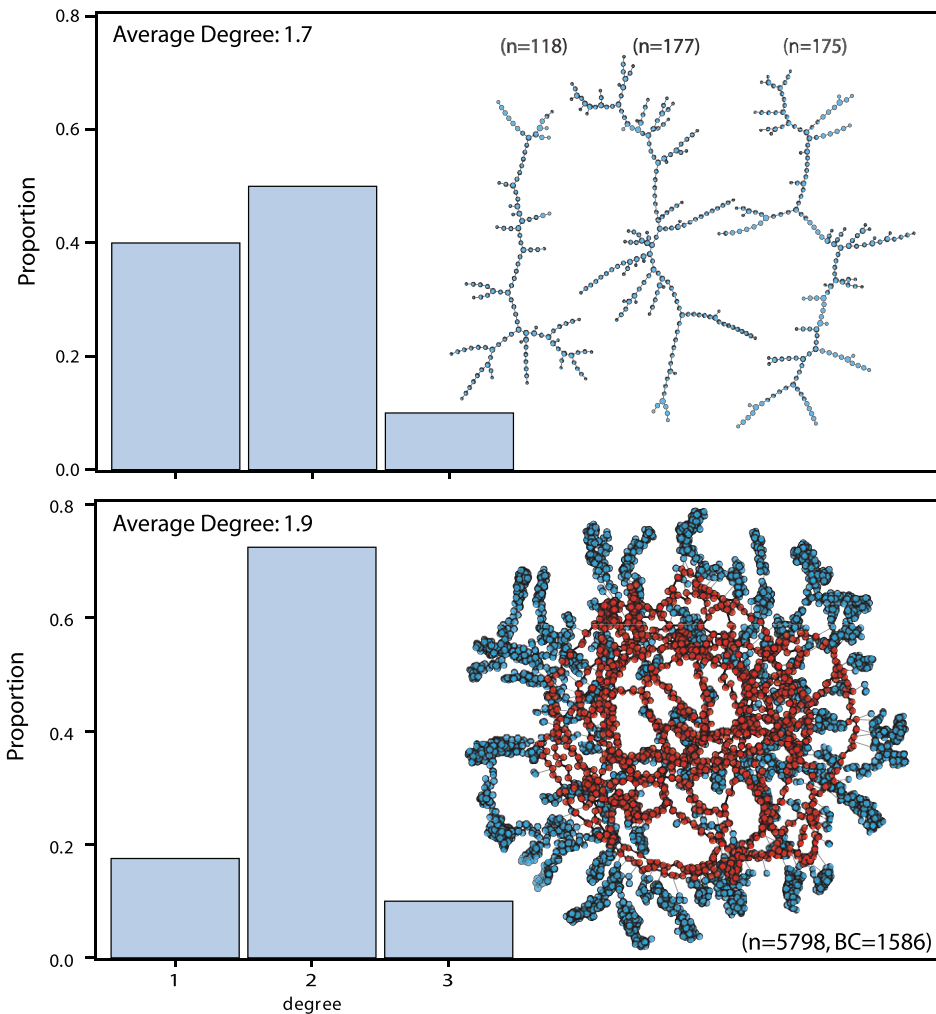 0.8
Average Degree: 1.7
(n=118) (n=177) (n=175)
0.6
Proportion
0.4
0.2
0.0
0.8
Average Degree: 1.9
0.6
Proportion
0.4
0.2
(n=5798, BC=1586)
0.0
1 2 3
degree